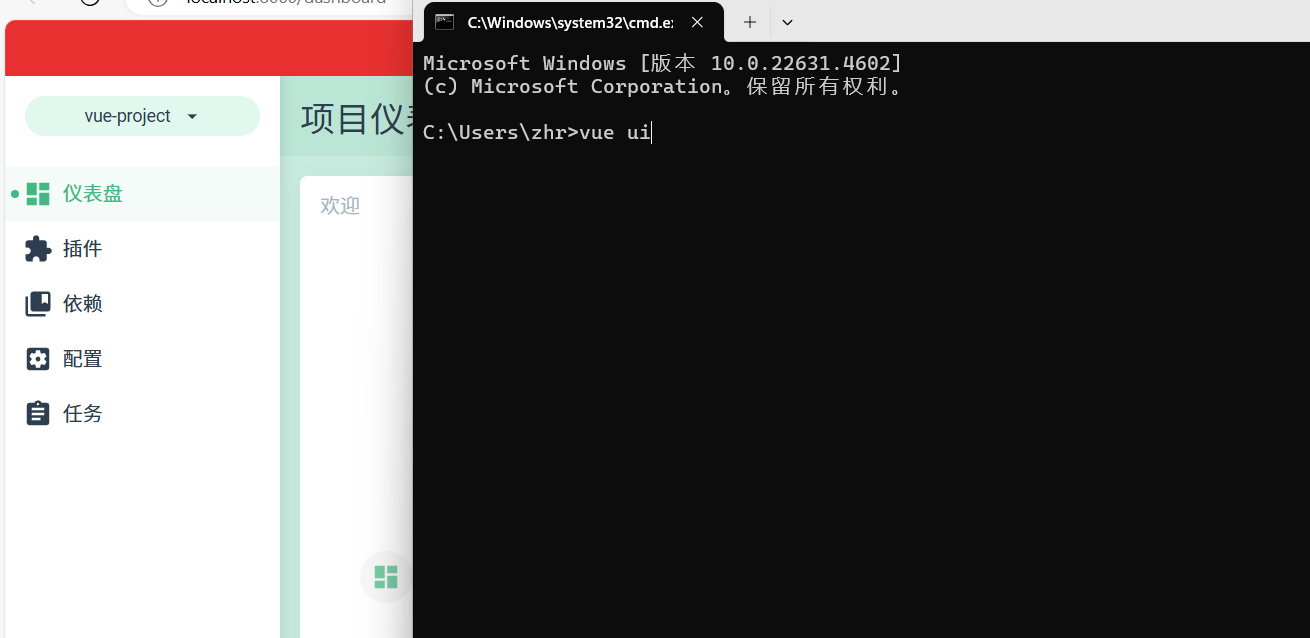 localhost:8000/dashboard
vue-project
仪表盘
插件
依赖
配置
任务
项目仪
欢迎
C:\Windows\system32\cmd.e
Microsoft Windows [版本 10.0.22631.4602]
(c) Microsoft Corporation。保留所有权利。
C:\Users\zhr>vue ui